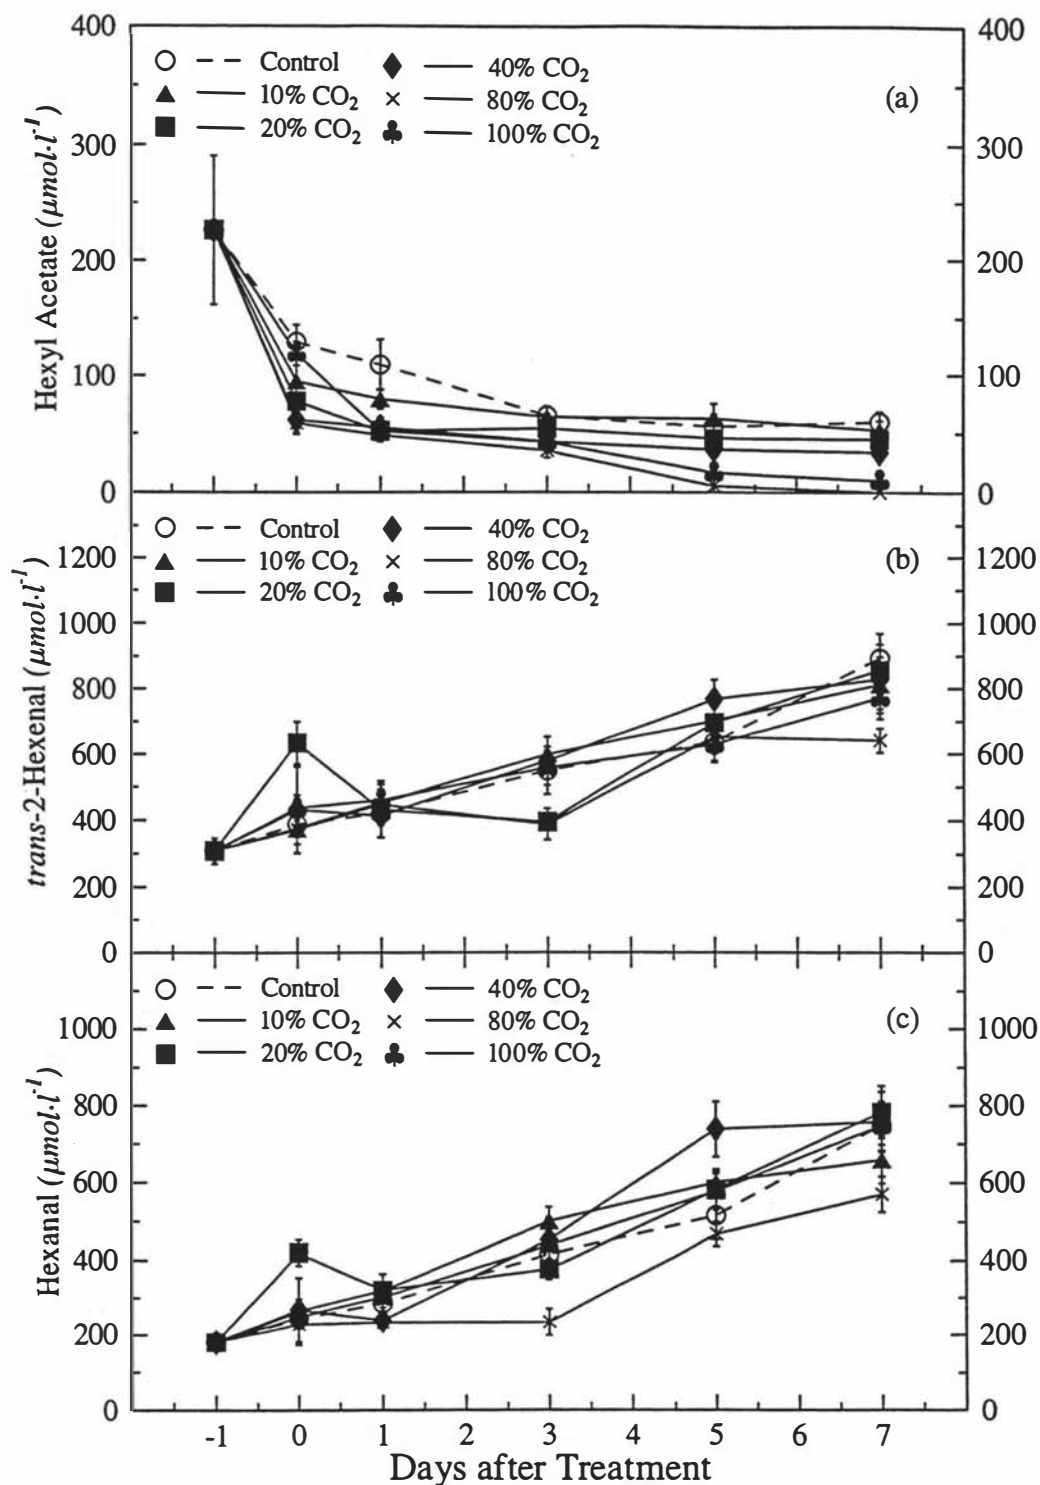 400 400
Control 40% CO₂
10% CO₂ 80% CO₂ (a)
20% CO₂ 100% CO₂
300 300
200 200
100 100
0 0
Hexyl Acetate (μmol·l⁻¹)
Control 40% CO₂
1200 10% CO₂ 80% CO₂ (b) 1200
20% CO₂ 100% CO₂
1000 1000
800 800
600 600
400 400
200 200
0 0
trans-2-Hexenal (μmol·l⁻¹)
Control 40% CO₂
1000 10% CO₂ 80% CO₂ (c) 1000
20% CO₂ 100% CO₂
800 800
600 600
400 400
200 200
0 0
Hexanal (μmol·l⁻¹)
-1 0 1 2 3 4 5 6 7
Days after Treatment